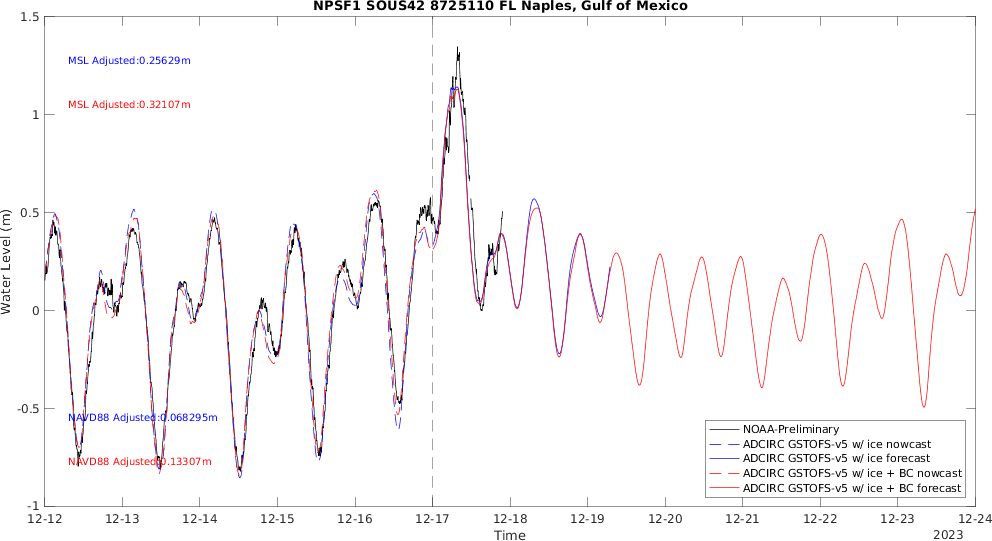 NPSF1 SOUS42 8725110 FL Naples, Gulf of Mexico
1.5
MSL Adjusted:0.25629m
MSL Adjusted:0.32107m
1
0.5
Water Level (m)
0
-0.5
NAVD88 Adjusted:0.068295m
NAVD88 Adjusted:0.13307m
-1
NOAA-Preliminary
ADCIRC GSTOFS-v5 w/ ice nowcast
ADCIRC GSTOFS-v5 w/ ice forecast
ADCIRC GSTOFS-v5 w/ ice + BC nowcast
ADCIRC GSTOFS-v5 w/ ice + BC forecast
12-12 12-13 12-14 12-15 12-16 12-17 12-18 12-19 12-20 12-21 12-22 12-23 12-24
Time
2023